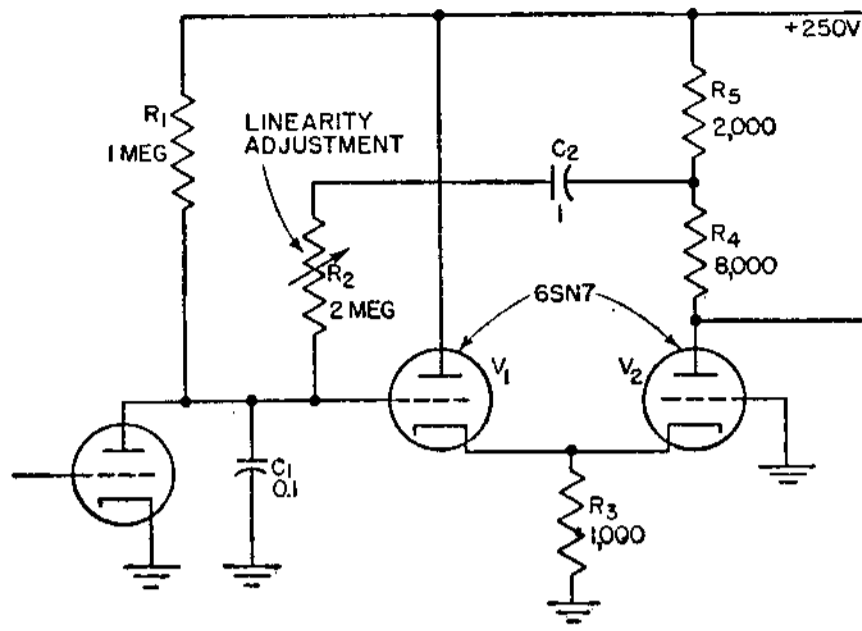 +250V
R1
1 MEG
LINEARITY
ADJUSTMENT
R5
2,000
C2
1
R2
2 MEG
R4
8,000
6SN7
V1
V2
C1
0.1
R3
1,000